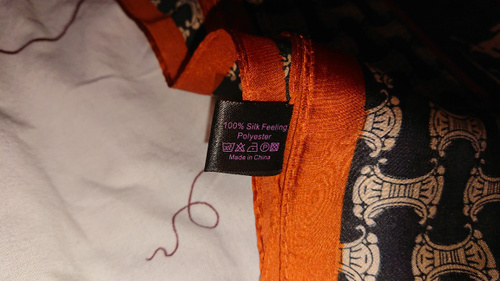 100% Silk Feeling
Polyester
Made in China